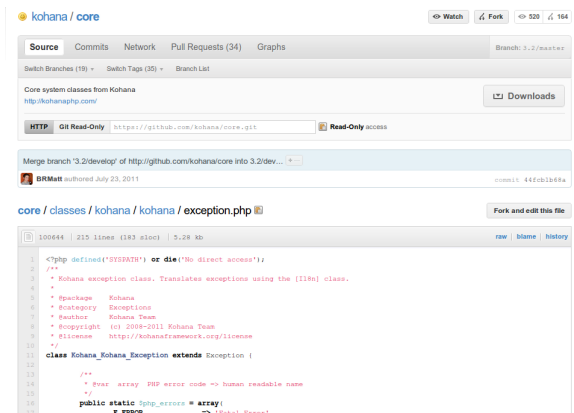 kohana / core
Watch Fork 520 164
Source Commits Network Pull Requests (34) Graphs Branch: 3.2/master
Switch Branches (19) Switch Tags (35) Branch List
Core system classes from Kohana
http://kohanaphp.com/
Downloads
HTTP Git Read-Only https://github.com/kohana/core.git Read-Only access
Merge branch '3.2/develop' of http://github.com/kohana/core into 3.2/dev...
BRMatt authored July 23, 2011 commit 44fcb1b68a
core / classes / kohana / kohana / exception.php Fork and edit this file
100644 | 215 lines (183 sloc) | 5.28 kb raw blame history
1 <?php defined('SYSPATH') or die('No direct access');
2 /**
3 * Kohana exception class. Translates exceptions using the [I18n] class.
4 *
5 * @package Kohana
6 * @category Exceptions
7 * @author Kohana Team
8 * @copyright (c) 2008-2011 Kohana Team
9 * @license http://kohanaframework.org/license
10 */
11 class Kohana_Kohana_Exception extends Exception {
12
13 /**
14 * @var array PHP error code => human readable name
15 */
16 public static $php_errors = array(
E_ERROR => 'Fatal Error',